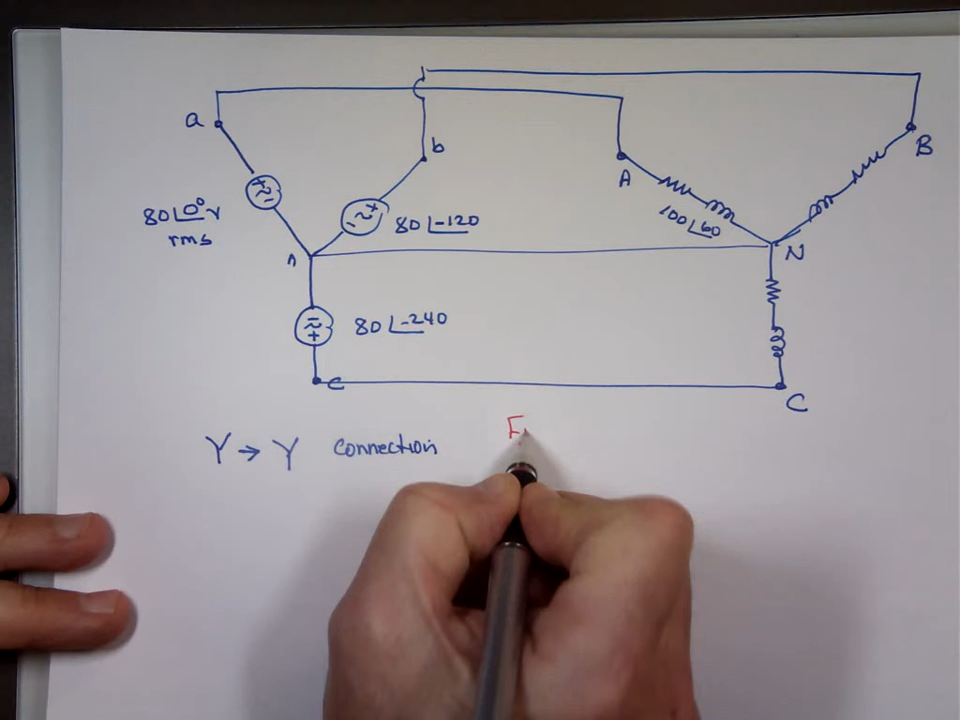 a
b
A
B
80∠0° v
rms
80∠-120
100∠60
n
N
80∠-240
c
C
Y → Y connection
F